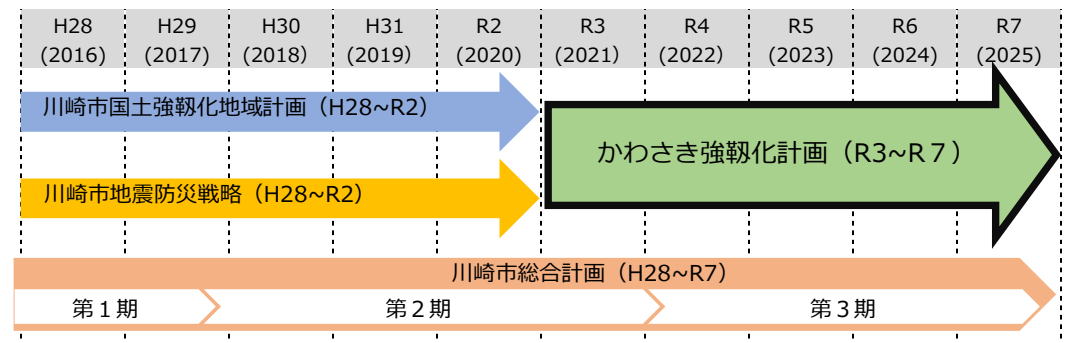 H28 H29 H30 H31 R2 R3 R4 R5 R6 R7
(2016) (2017) (2018) (2019) (2020) (2021) (2022) (2023) (2024) (2025)
川崎市国土強靱化地域計画（H28~R2）
かわさき強靱化計画（R3~R７）
川崎市地震防災戦略（H28~R2）
川崎市総合計画（H28~R7）
第１期 第２期 第３期